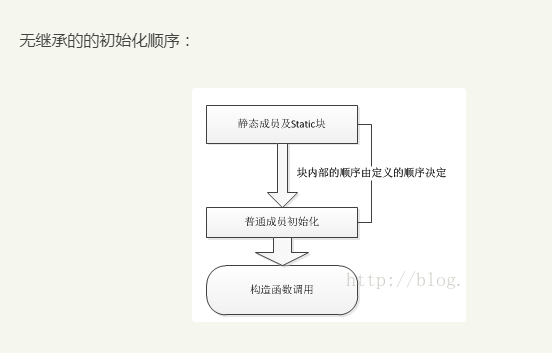 无继承的的初始化顺序：
静态成员及Static块
块内部的顺序由定义的顺序决定
普通成员初始化
http://blog.
构造函数调用